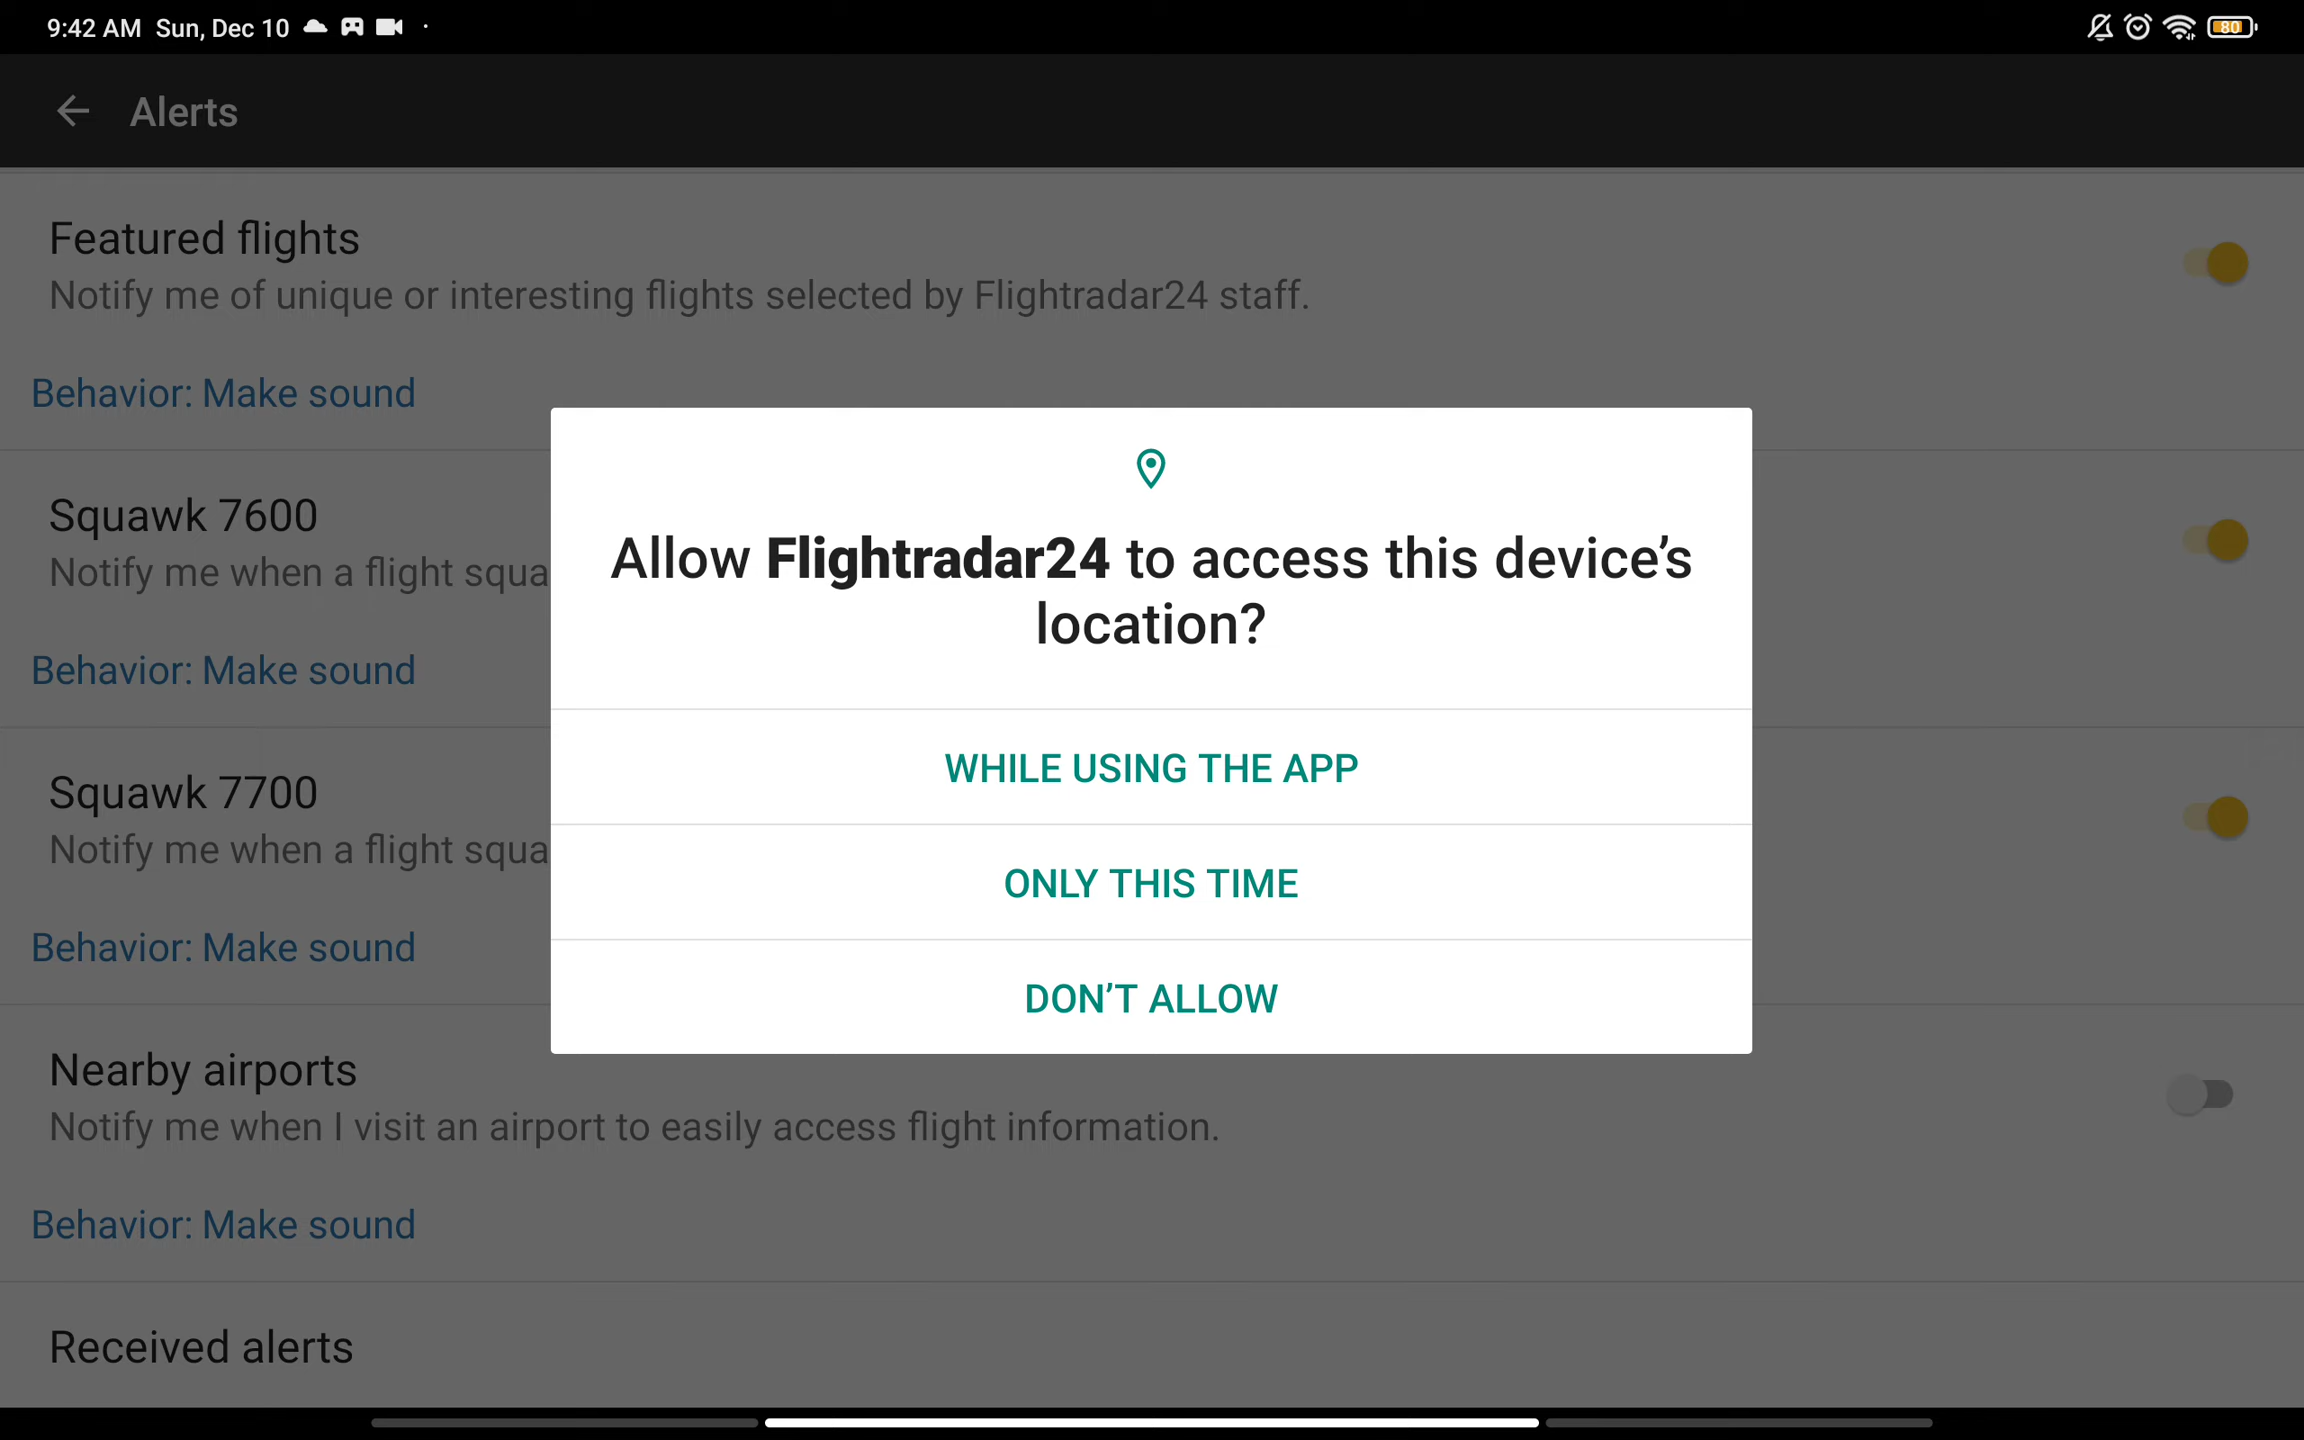 9:42 AM Sun, Dec 10
80
Alerts
Featured flights
Notify me of unique or interesting flights selected by Flightradar24 staff.
Behavior: Make sound
Squawk 7600
Notify me when a flight squa
Behavior: Make sound
Squawk 7700
Notify me when a flight squa
Behavior: Make sound
Nearby airports
Notify me when I visit an airport to easily access flight information.
Behavior: Make sound
Received alerts
Allow Flightradar24 to access this device’s
location?
WHILE USING THE APP
ONLY THIS TIME
DON’T ALLOW